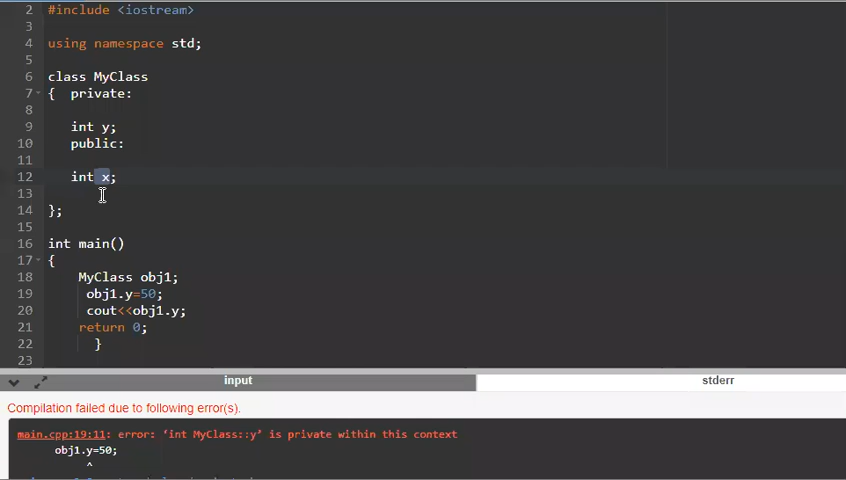 2 #include <iostream>
3
4 using namespace std;
5
6 class MyClass
7 {  private:
8
9    int y;
10    public:
11
12    int x;
13
14 };
15
16 int main()
17 {
18     MyClass obj1;
19      obj1.y=50;
20      cout<<obj1.y;
21     return 0;
22       }
23
input stderr
Compilation failed due to following error(s).
main.cpp:19:11: error: ‘int MyClass::y’ is private within this context
obj1.y=50;
^